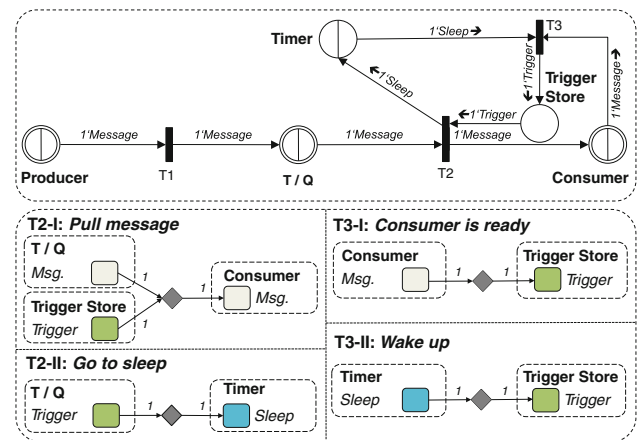 Timer
1‘Sleep
T3
1‘Sleep
1‘Trigger
1‘Message
Trigger
Store
1‘Trigger
1‘Message
1‘Message
1‘Message
1‘Message
Producer
T1
T / Q
T2
Consumer
T2-I: Pull message
T / Q
Msg.
1
Trigger Store
Trigger
1
1
Consumer
Msg.
T3-I: Consumer is ready
Consumer
Msg.
1
1
Trigger Store
Trigger
T2-II: Go to sleep
T / Q
Trigger
1
1
Timer
Sleep
T3-II: Wake up
Timer
Sleep
1
1
Trigger Store
Trigger